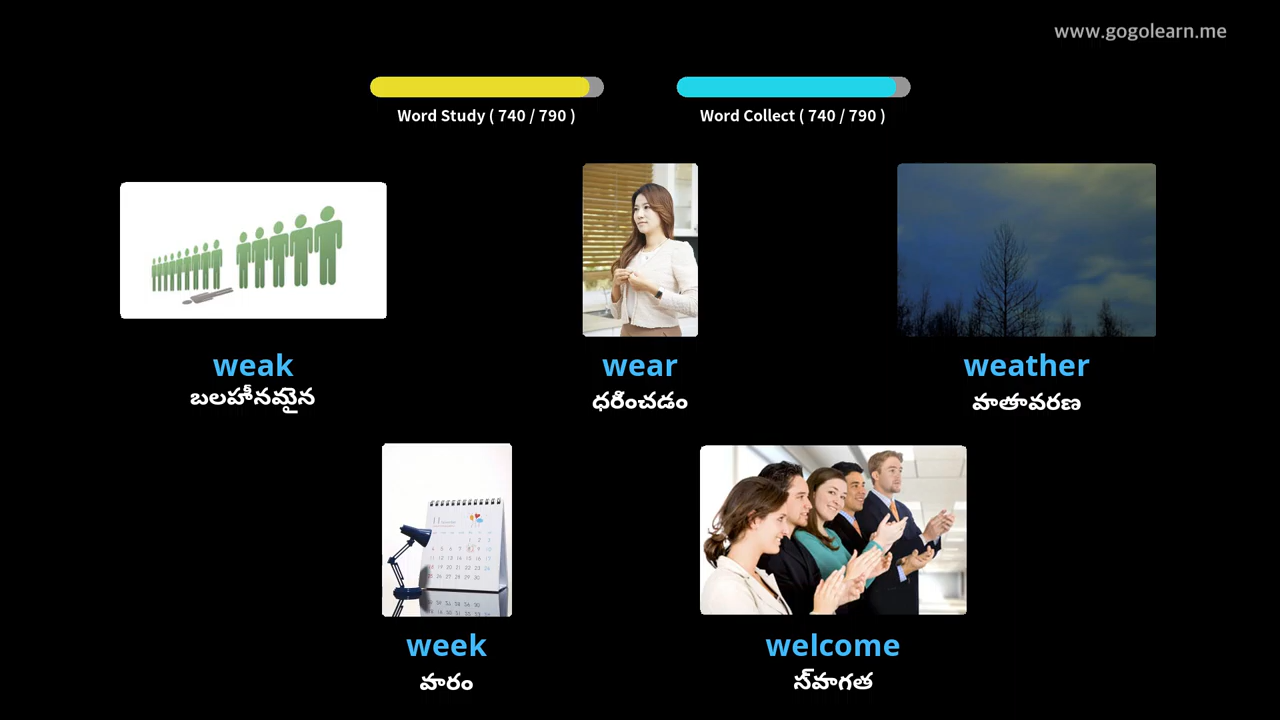 www.gogolearn.me
Word Study ( 740 / 790 )
Word Collect ( 740 / 790 )
weak
బలహీనమైన
wear
ధరించడం
weather
వాతావరణ
week
వారం
welcome
స్వాగత